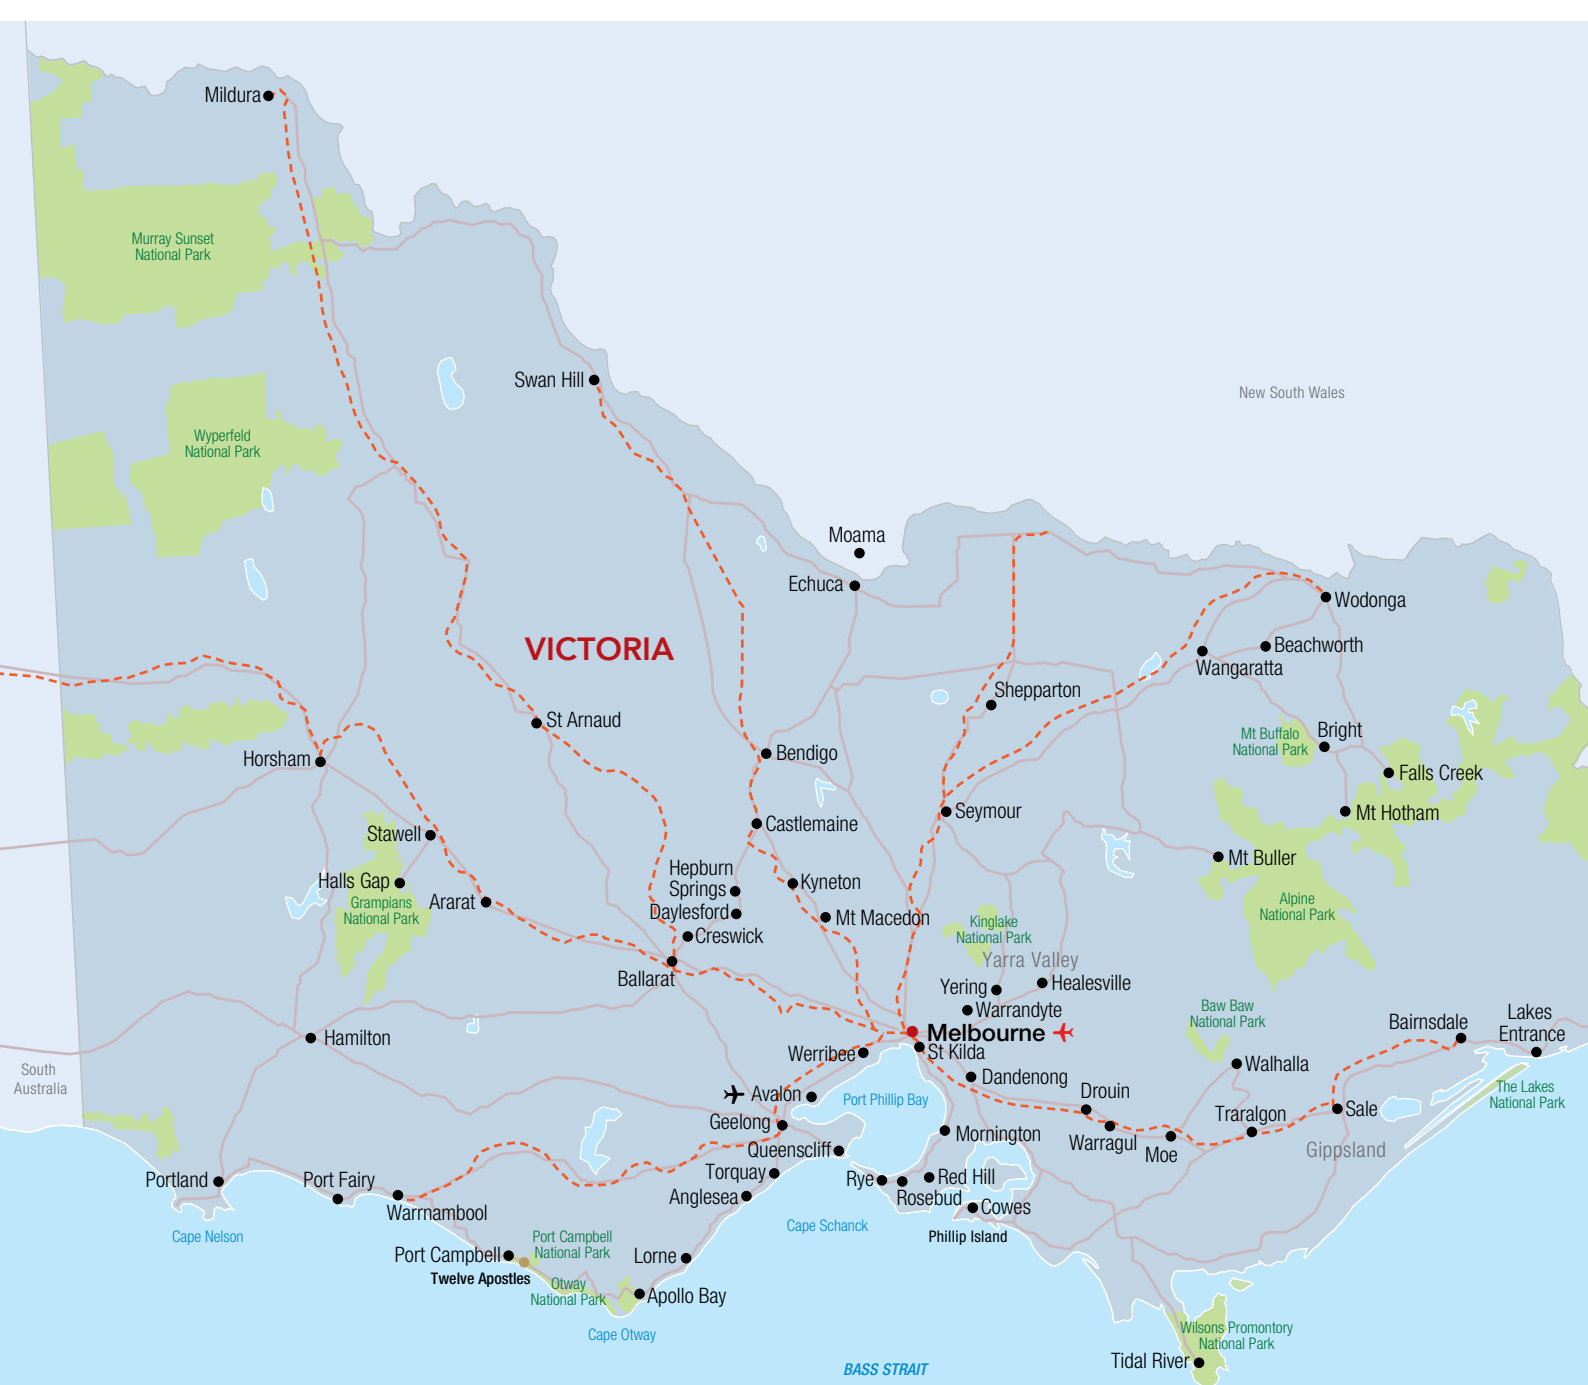 Mildura
Murray Sunset
National Park
Swan Hill
New South Wales
Wyperfeld
National Park
Moama
Echuca
Wodonga
VICTORIA
Beachworth
Wangaratta
Shepparton
St Arnaud
Bright
Mt Buffalo
National Park
Horsham
Bendigo
Falls Creek
Seymour
Mt Hotham
Castlemaine
Stawell
Mt Buller
Hepburn
Springs
Halls Gap
Kyneton
Grampians
National Park
Ararat
Daylesford
Mt Macedon
Alpine
National Park
Kinglake
National Park
Creswick
Yarra Valley
Ballarat
Yering
Healesville
Warrandyte
Baw Baw
National Park
Lakes
Entrance
Bairnsdale
Melbourne
Hamilton
Werribee
St Kilda
Walhalla
South
Australia
Dandenong
Avalon
Port Phillip Bay
Drouin
The Lakes
National Park
Geelong
Traralgon
Sale
Mornington
Warragul
Moe
Gippsland
Queenscliff
Portland
Port Fairy
Torquay
Rye
Red Hill
Anglesea
Rosebud
Cowes
Warrnambool
Cape Nelson
Cape Schanck
Phillip Island
Port Campbell
National Park
Port Campbell
Lorne
Twelve Apostles
Otway
National Park
Apollo Bay
Cape Otway
Wilsons Promontory
National Park
Tidal River
BASS STRAIT